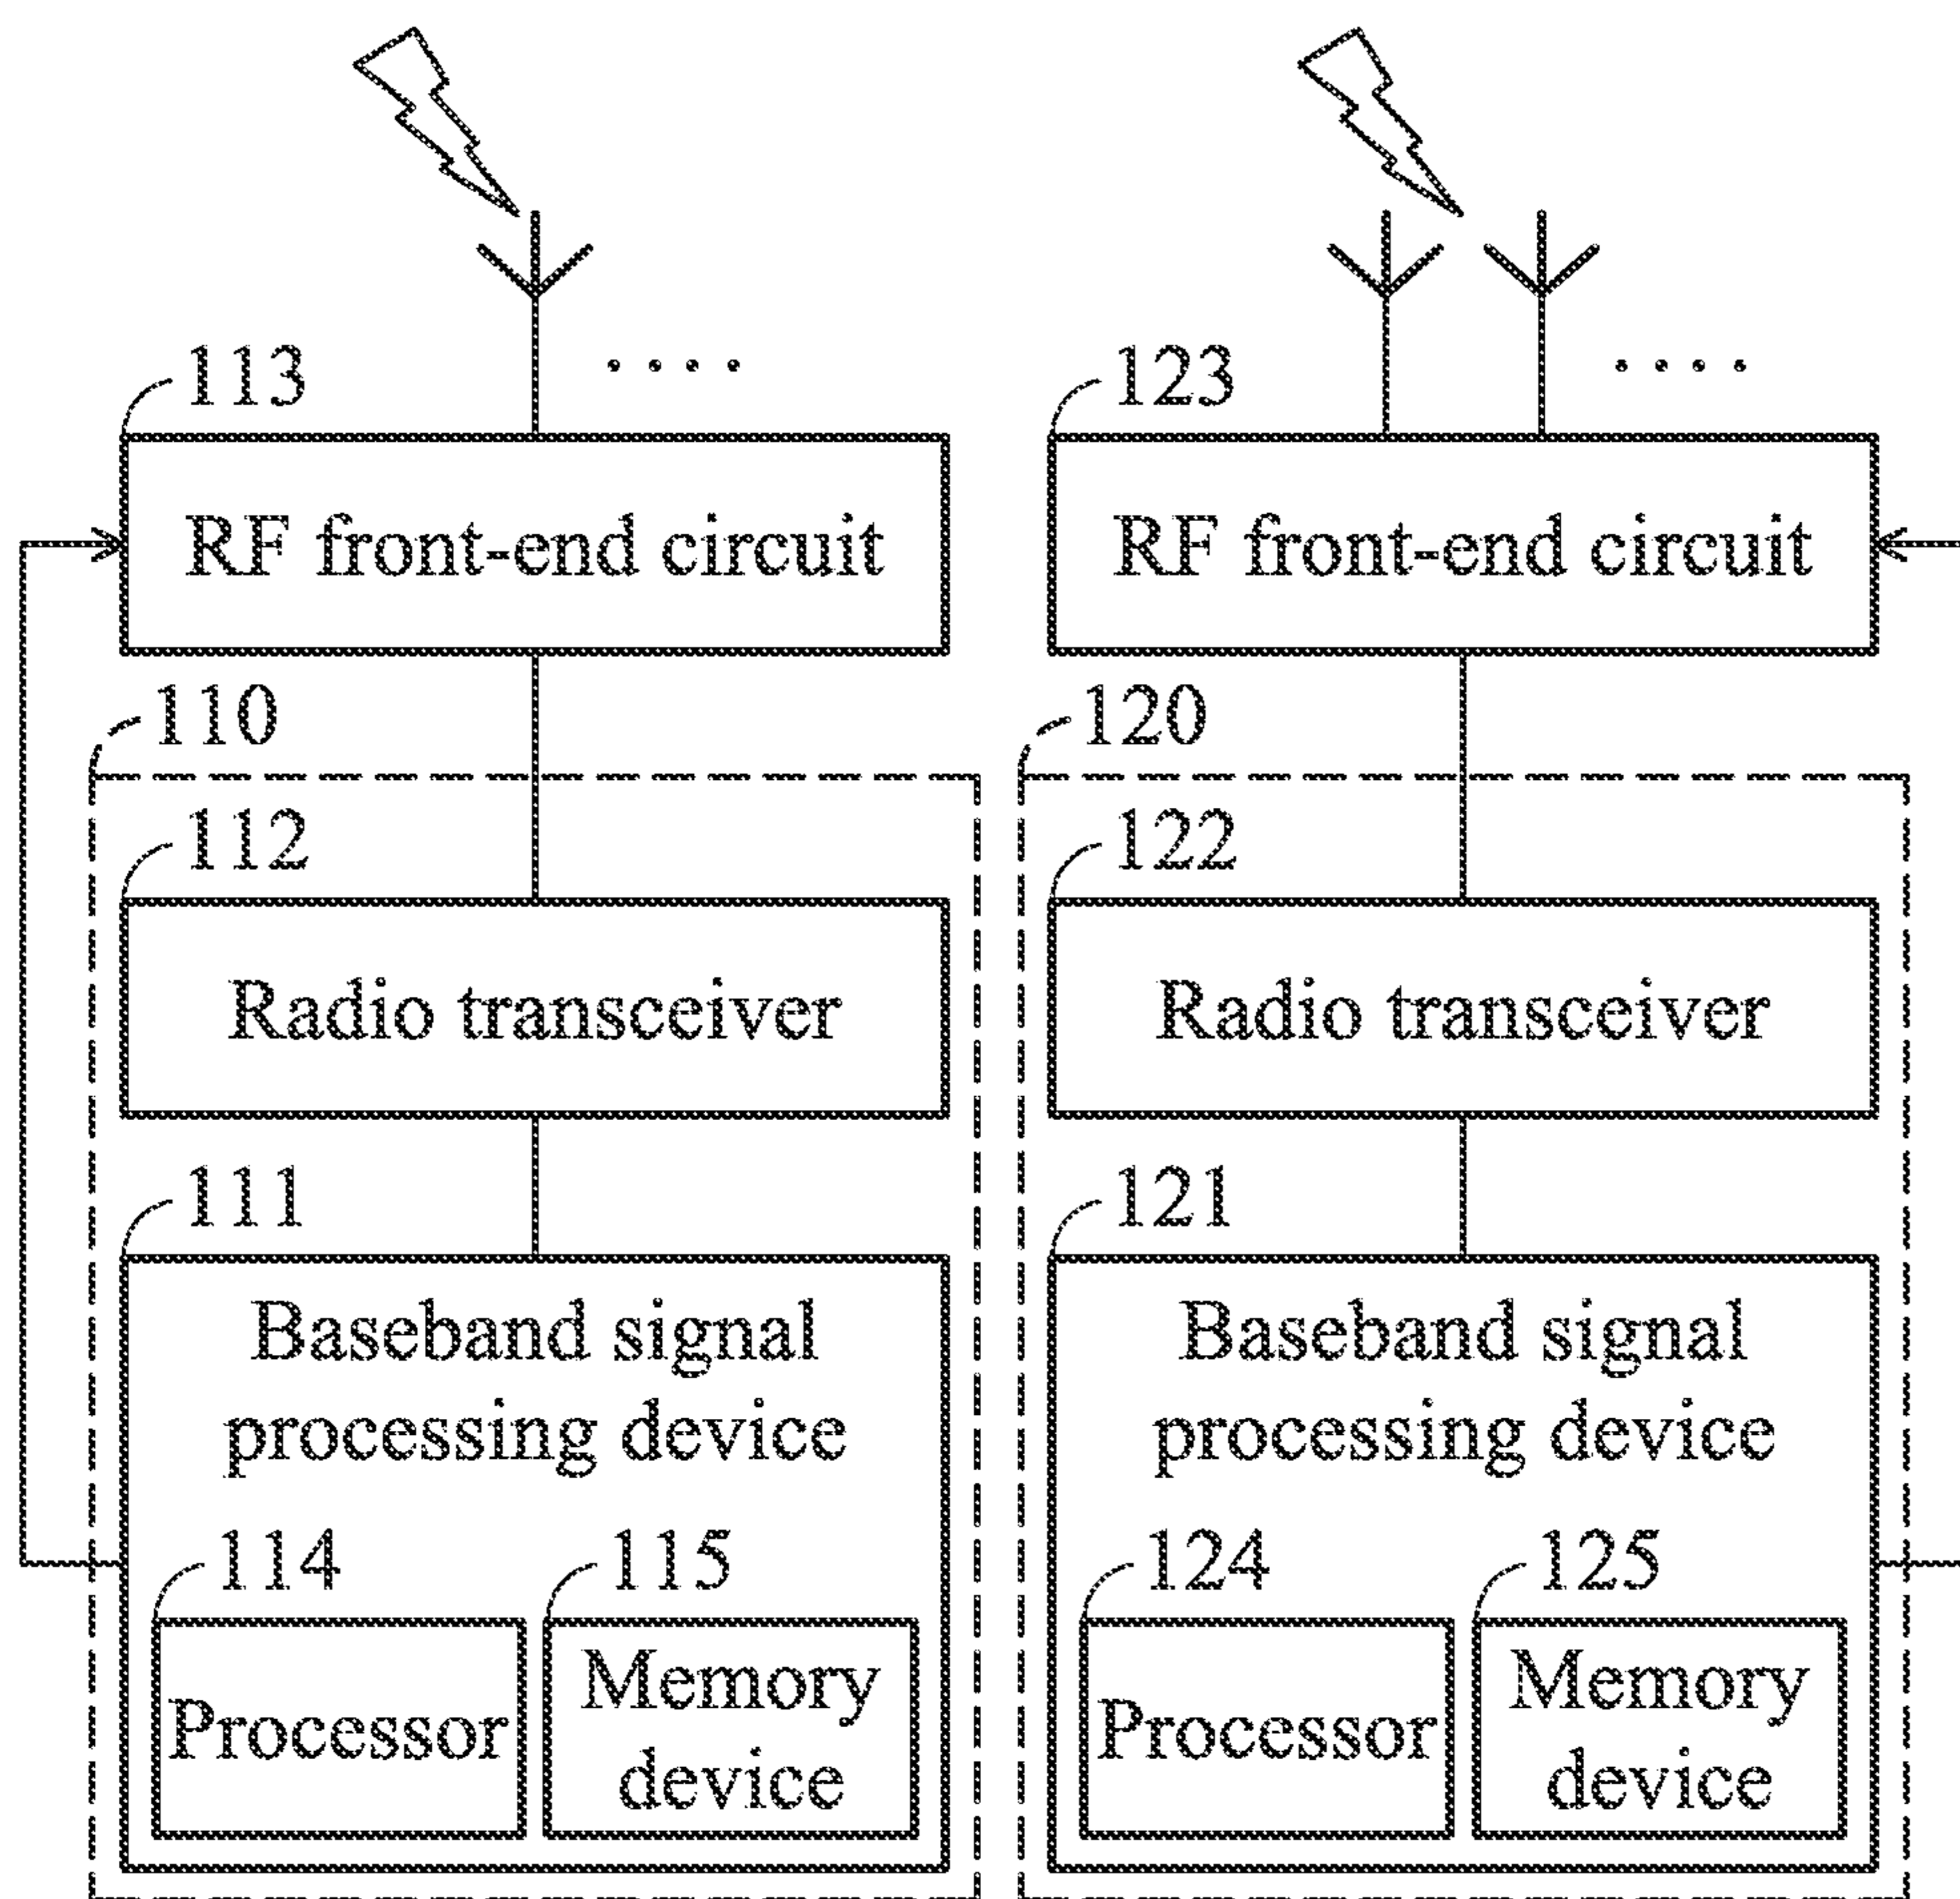 113
. . . .
RF front-end circuit
110
112
Radio transceiver
111
Baseband signal
processing device
114
115
Processor
Memory
device
123
. . . .
RF front-end circuit
120
122
Radio transceiver
121
Baseband signal
processing device
124
125
Processor
Memory
device